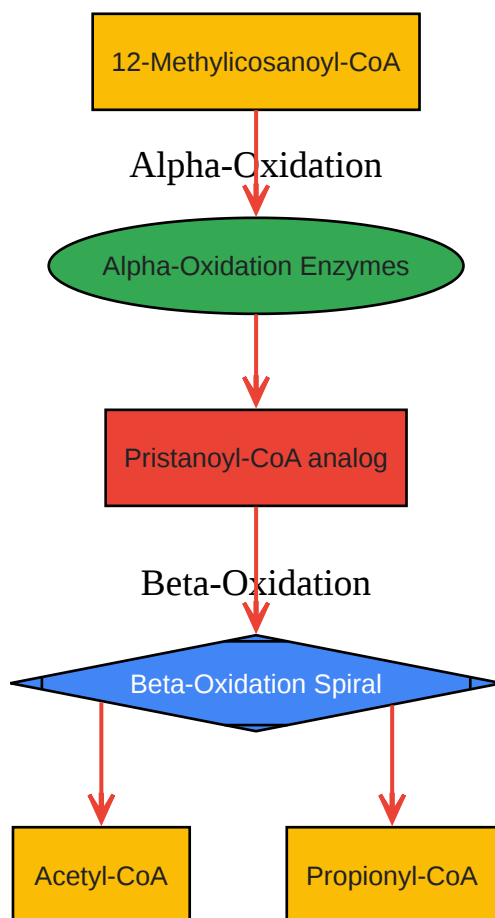 12-Methylicosanoyl-CoA
Alpha-Oxidation
Alpha-Oxidation Enzymes
Pristanoyl-CoA analog
Beta-Oxidation
Beta-Oxidation Spiral
Acetyl-CoA
Propionyl-CoA